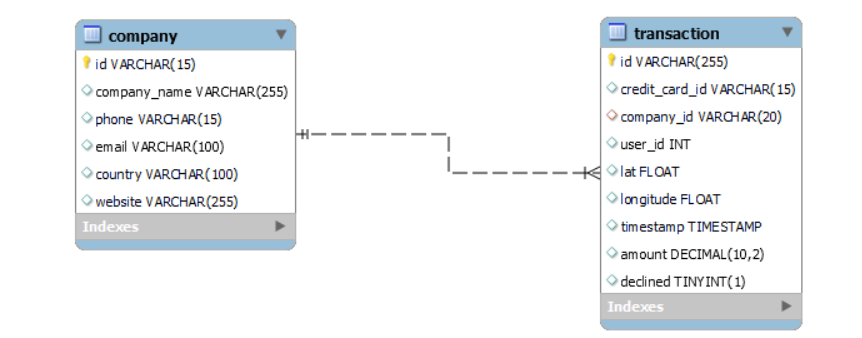 company
id VARCHAR(15)
company_name VARCHAR(255)
phone VARCHAR(15)
email VARCHAR(100)
country VARCHAR(100)
website VARCHAR(255)
Indexes
transaction
id VARCHAR(255)
credit_card_id VARCHAR(15)
company_id VARCHAR(20)
user_id INT
lat FLOAT
longitude FLOAT
timestamp TIMESTAMP
amount DECIMAL(10,2)
declined TINYINT(1)
Indexes